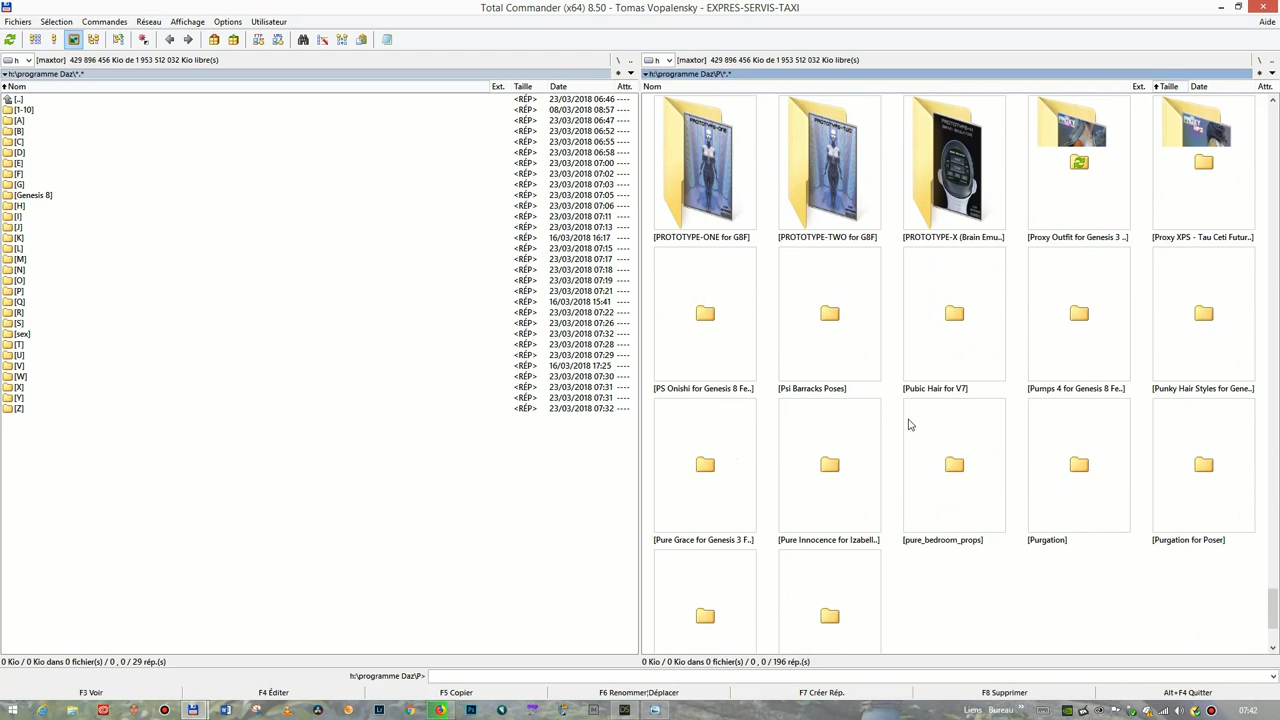 Total Commander (x64) 8.50 - Tomas Vopalensky - EXPRES-SERVIS-TAXI
Fichiers Sélection Commandes Réseau Affichage Options Utilisateur Aide
h [maxtor] 429 896 456 Kio de 1 953 512 032 Kio libre(s) \ ..
h [maxtor] 429 896 456 Kio de 1 953 512 032 Kio libre(s) \ ..
h:\programme Daz\*.*
h:\programme Daz\P\*.*
Nom Ext. Taille Date Attr.
Nom Ext. Taille Date Attr.
[..] <RÉP> 23/03/2018 06:46 ----
[1-10] <RÉP> 08/03/2018 08:57 ----
[A] <RÉP> 23/03/2018 06:47 ----
[B] <RÉP> 23/03/2018 06:52 ----
[C] <RÉP> 23/03/2018 06:55 ----
[D] <RÉP> 23/03/2018 06:58 ----
[E] <RÉP> 23/03/2018 07:00 ----
[F] <RÉP> 23/03/2018 07:02 ----
[G] <RÉP> 23/03/2018 07:03 ----
[Genesis 8] <RÉP> 23/03/2018 07:05 ----
[H] <RÉP> 23/03/2018 07:06 ----
[I] <RÉP> 23/03/2018 07:11 ----
[J] <RÉP> 23/03/2018 07:13 ----
[K] <RÉP> 16/03/2018 16:17 ----
[L] <RÉP> 23/03/2018 07:15 ----
[M] <RÉP> 23/03/2018 07:17 ----
[N] <RÉP> 23/03/2018 07:18 ----
[O] <RÉP> 23/03/2018 07:19 ----
[P] <RÉP> 23/03/2018 07:21 ----
[Q] <RÉP> 16/03/2018 15:41 ----
[R] <RÉP> 23/03/2018 07:22 ----
[S] <RÉP> 23/03/2018 07:26 ----
[sex] <RÉP> 23/03/2018 07:32 ----
[T] <RÉP> 23/03/2018 07:28 ----
[U] <RÉP> 23/03/2018 07:29 ----
[V] <RÉP> 16/03/2018 17:25 ----
[W] <RÉP> 23/03/2018 07:30 ----
[X] <RÉP> 23/03/2018 07:31 ----
[Y] <RÉP> 23/03/2018 07:31 ----
[Z] <RÉP> 23/03/2018 07:32 ----
PROTOTYPE-ONE PROTOTYPE-TWO PROTOTYPE-X
[PROTOTYPE-ONE for G8F] [PROTOTYPE-TWO for G8F] [PROTOTYPE-X (Brain Emu..] [Proxy Outfit for Genesis 3 ..] [Proxy XPS - Tau Ceti Futur..]
[PS Onishi for Genesis 8 Fe..] [Psi Barracks Poses] [Pubic Hair for V7] [Pumps 4 for Genesis 8 Fe..] [Punky Hair Styles for Gene..]
[Pure Grace for Genesis 3 F..] [Pure Innocence for Izabell..] [pure_bedroom_props] [Purgation] [Purgation for Poser]
0 Kio / 0 Kio dans 0 fichier(s) / 0 , 0 / 29 rép.(s)
0 Kio / 0 Kio dans 0 fichier(s) / 0 , 0 / 196 rép.(s)
h:\programme Daz\P>
F3 Voir F4 Éditer F5 Copier F6 Renommer;Déplacer F7 Créer Rép. F8 Supprimer Alt+F4 Quitter
Liens Bureau 07:42